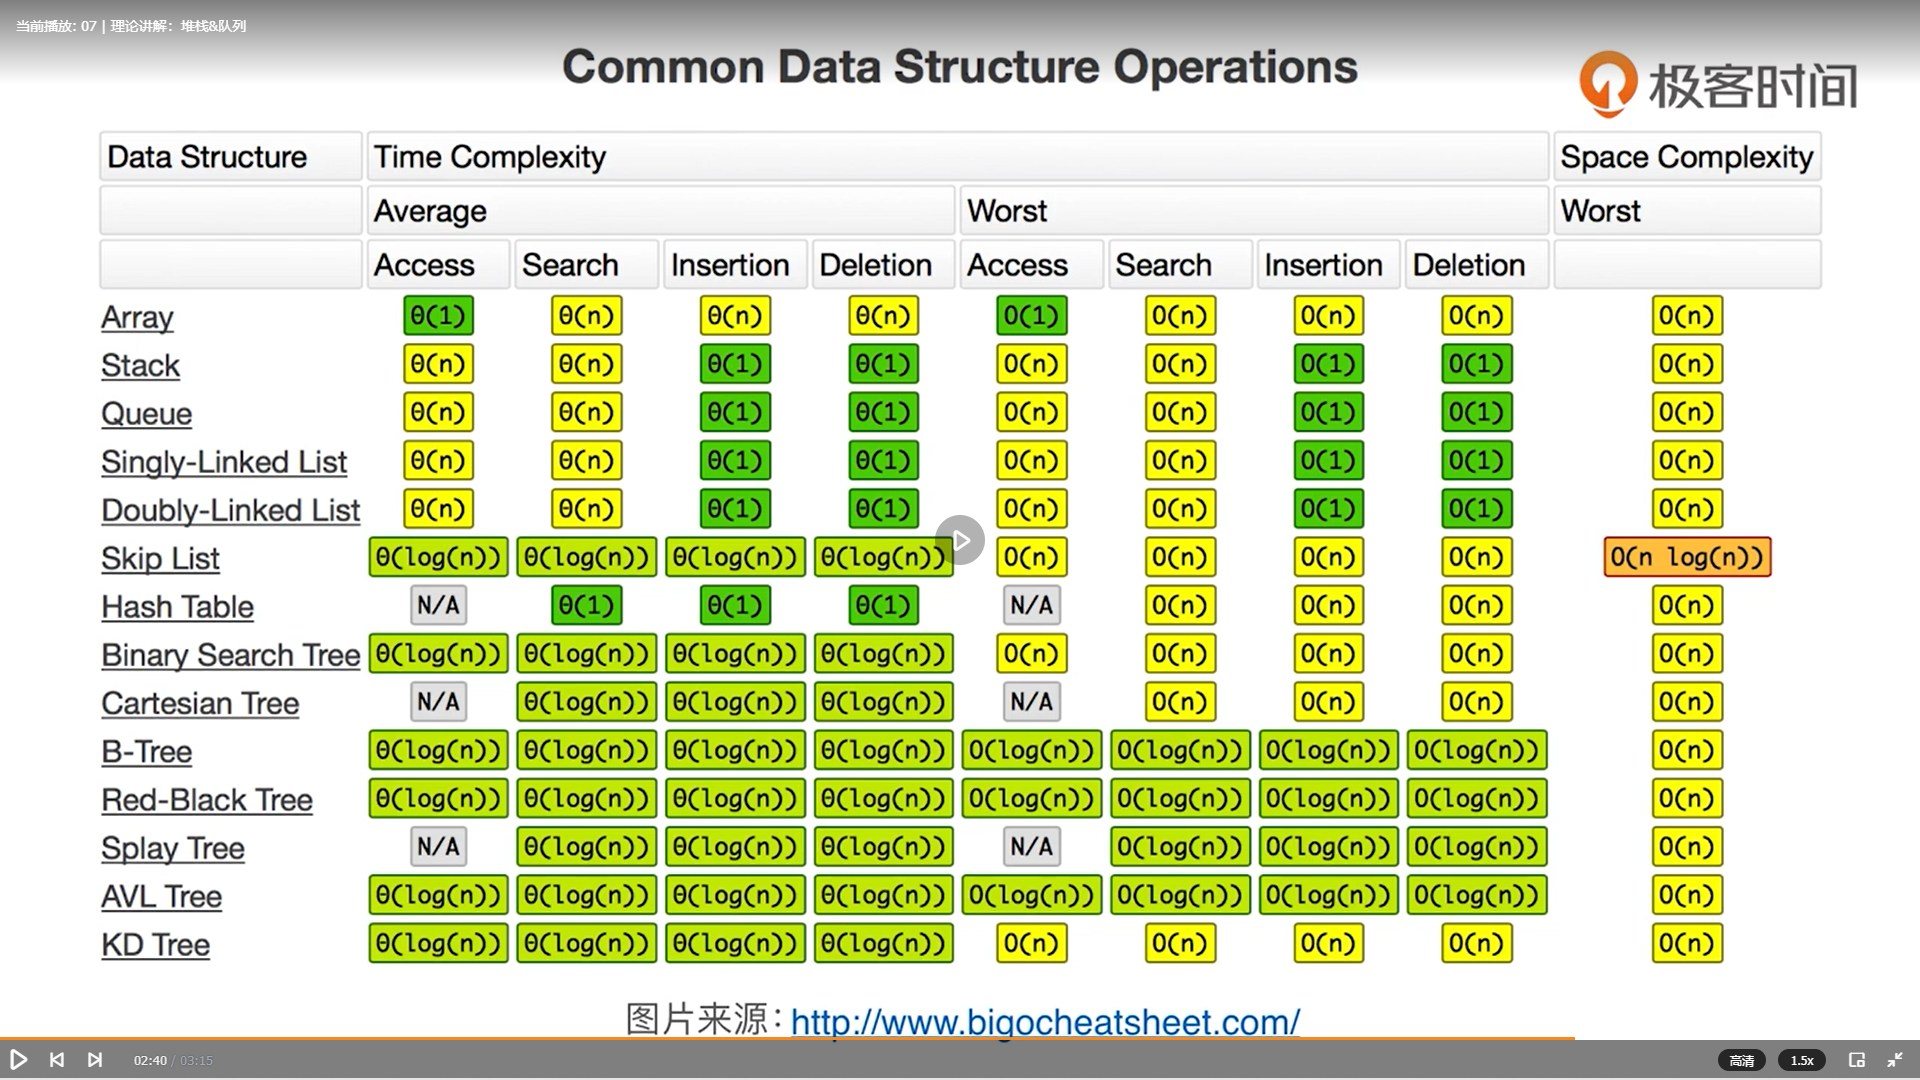 当前播放: 07 | 理论讲解：堆栈&队列
Common Data Structure Operations
极客时间
Data Structure Time Complexity Space Complexity
Average Worst Worst
Access Search Insertion Deletion Access Search Insertion Deletion
Array Θ(1) Θ(n) Θ(n) Θ(n) O(1) O(n) O(n) O(n) O(n)
Stack Θ(n) Θ(n) Θ(1) Θ(1) O(n) O(n) O(1) O(1) O(n)
Queue Θ(n) Θ(n) Θ(1) Θ(1) O(n) O(n) O(1) O(1) O(n)
Singly-Linked List Θ(n) Θ(n) Θ(1) Θ(1) O(n) O(n) O(1) O(1) O(n)
Doubly-Linked List Θ(n) Θ(n) Θ(1) Θ(1) O(n) O(n) O(1) O(1) O(n)
Skip List Θ(log(n)) Θ(log(n)) Θ(log(n)) Θ(log(n)) O(n) O(n) O(n) O(n) O(n log(n))
Hash Table N/A Θ(1) Θ(1) Θ(1) N/A O(n) O(n) O(n) O(n)
Binary Search Tree Θ(log(n)) Θ(log(n)) Θ(log(n)) Θ(log(n)) O(n) O(n) O(n) O(n) O(n)
Cartesian Tree N/A Θ(log(n)) Θ(log(n)) Θ(log(n)) N/A O(n) O(n) O(n) O(n)
B-Tree Θ(log(n)) Θ(log(n)) Θ(log(n)) Θ(log(n)) O(log(n)) O(log(n)) O(log(n)) O(log(n)) O(n)
Red-Black Tree Θ(log(n)) Θ(log(n)) Θ(log(n)) Θ(log(n)) O(log(n)) O(log(n)) O(log(n)) O(log(n)) O(n)
Splay Tree N/A Θ(log(n)) Θ(log(n)) Θ(log(n)) N/A O(log(n)) O(log(n)) O(log(n)) O(n)
AVL Tree Θ(log(n)) Θ(log(n)) Θ(log(n)) Θ(log(n)) O(log(n)) O(log(n)) O(log(n)) O(log(n)) O(n)
KD Tree Θ(log(n)) Θ(log(n)) Θ(log(n)) Θ(log(n)) O(n) O(n) O(n) O(n) O(n)
图片来源：http://www.bigocheatsheet.com/
02:40 / 03:15 高清 1.5x